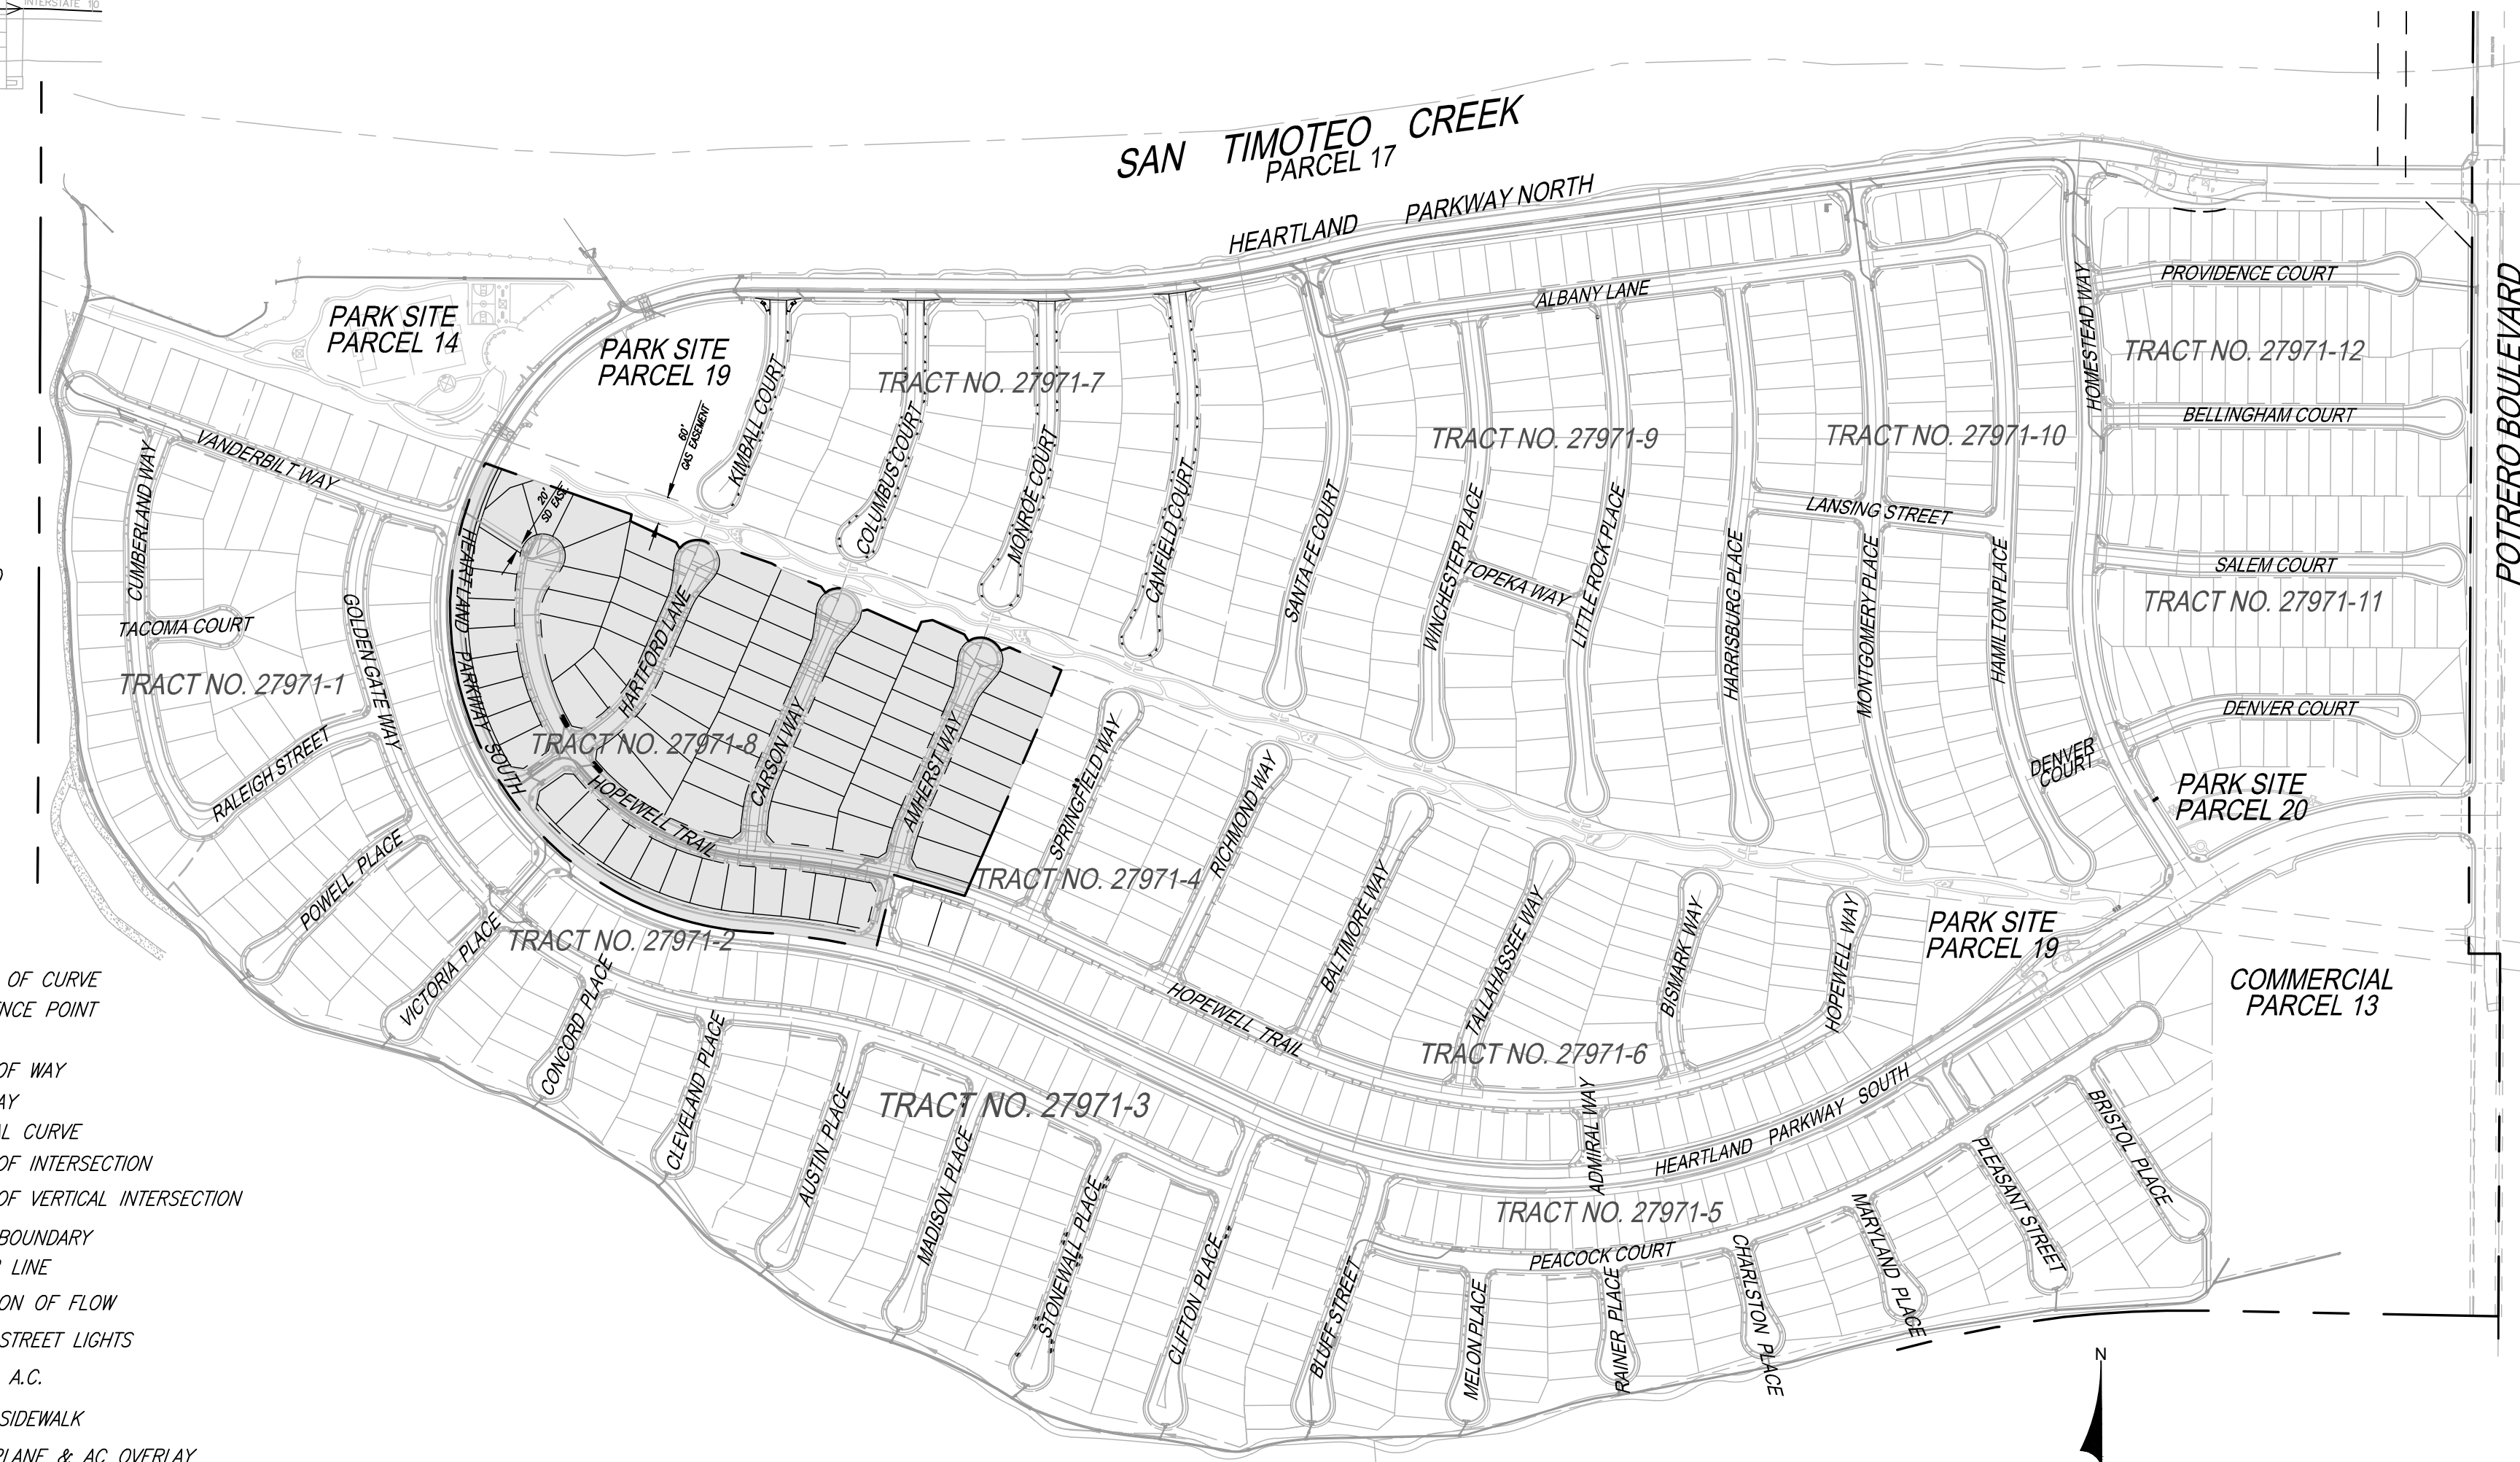 INTERSTATE 10
SAN TIMOTEO CREEK
PARCEL 17
HEARTLAND PARKWAY NORTH
PARK SITE
PARCEL 14
PARK SITE
PARCEL 19
60'
GAS EASEMENT
KIMBALL COURT
COLUMBUS COURT
MONROE COURT
CANFIELD COURT
TRACT NO. 27971-7
SANTA FE COURT
ALBANY LANE
TRACT NO. 27971-9
WINCHESTER PLACE
TOPEKA WAY
LITTLE ROCK PLACE
HARRISBURG PLACE
TRACT NO. 27971-10
LANSING STREET
MONTGOMERY PLACE
HAMILTON PLACE
HOMESTEAD WAY
PROVIDENCE COURT
TRACT NO. 27971-12
BELLINGHAM COURT
SALEM COURT
TRACT NO. 27971-11
DENVER COURT
DENVER
COURT
POTRERO BOULEVARD
PARK SITE
PARCEL 20
VANDERBILT WAY
CUMBERLAND WAY
TACOMA COURT
GOLDEN GATE WAY
TRACT NO. 27971-1
RALEIGH STREET
POWELL PLACE
VICTORIA PLACE
HEARTLAND PARKWAY SOUTH
20'
SD EASE.
HARTFORD LANE
TRACT NO. 27971-8
CARSON WAY
AMHERST WAY
HOPEWELL TRAIL
SPRINGFIELD WAY
TRACT NO. 27971-4
RICHMOND WAY
BALTIMORE WAY
TALLAHASSEE WAY
BISMARK WAY
HOPEWELL WAY
HOPEWELL TRAIL
TRACT NO. 27971-6
ADMIRAL WAY
PARK SITE
PARCEL 19
COMMERCIAL
PARCEL 13
TRACT NO. 27971-2
CONCORD PLACE
CLEVELAND PLACE
AUSTIN PLACE
TRACT NO. 27971-3
MADISON PLACE
STONEWALL PLACE
CLIFTON PLACE
BLUFF STREET
HEARTLAND PARKWAY SOUTH
TRACT NO. 27971-5
PEACOCK COURT
MELON PLACE
RAINER PLACE
CHARLSTON PLACE
MARYLAND PLACE
PLEASANT STREET
BRISTOL PLACE
OF CURVE
NCE POINT
OF WAY
AY
AL CURVE
OF INTERSECTION
OF VERTICAL INTERSECTION
BOUNDARY
LINE
ON OF FLOW
STREET LIGHTS
A.C.
SIDEWALK
PLANE & AC OVERLAY
N